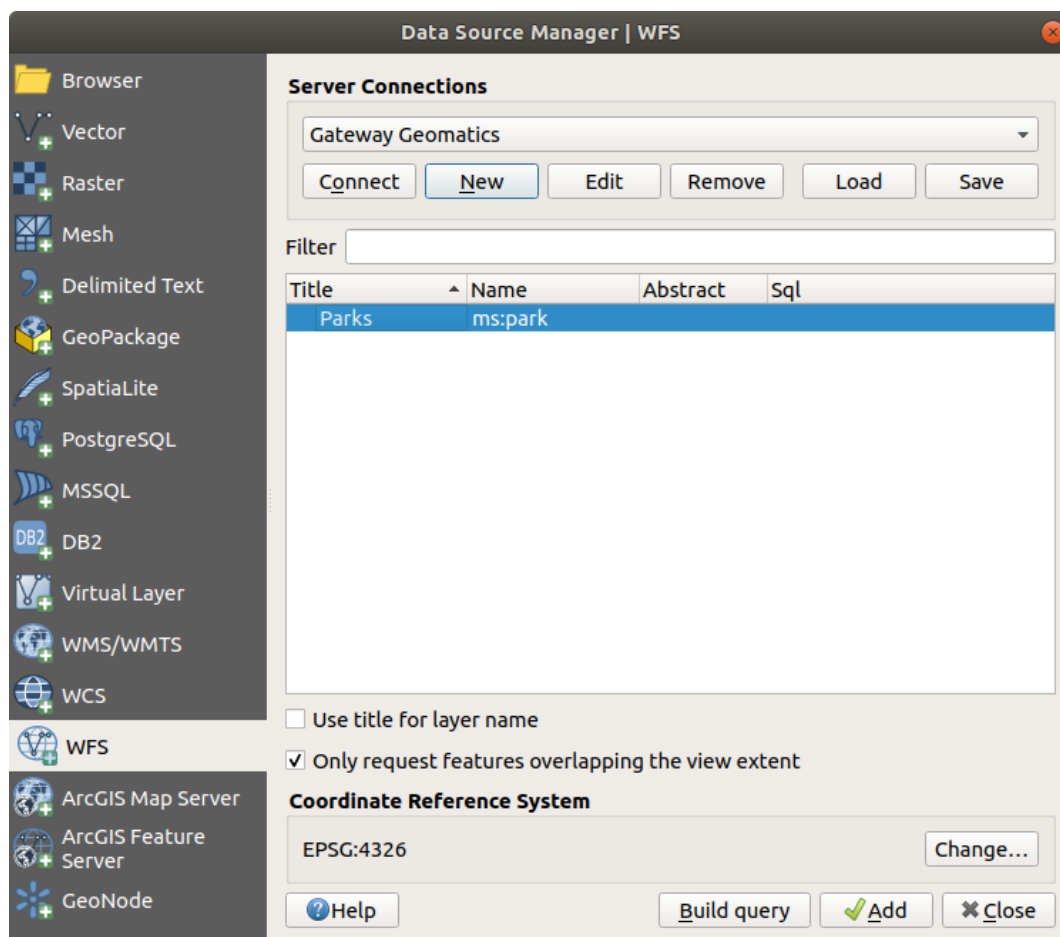 Data Source Manager | WFS
Browser
Vector
Raster
Mesh
Delimited Text
GeoPackage
SpatiaLite
PostgreSQL
MSSQL
DB2
DB2
Virtual Layer
WMS/WMTS
WCS
WFS
ArcGIS Map Server
ArcGIS Feature
Server
GeoNode
Server Connections
Gateway Geomatics
Connect New Edit Remove Load Save
Filter
Title Name Abstract Sql
Parks ms:park
Use title for layer name
Only request features overlapping the view extent
Coordinate Reference System
EPSG:4326 Change...
Help Build query Add Close